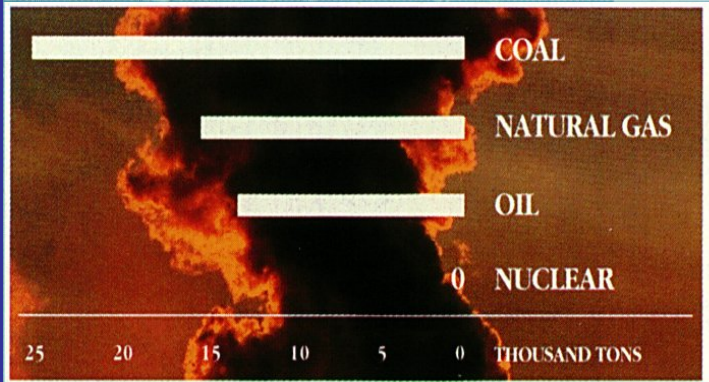 COAL
NATURAL GAS
OIL
0 NUCLEAR
25 20 15 10 5 0 THOUSAND TONS